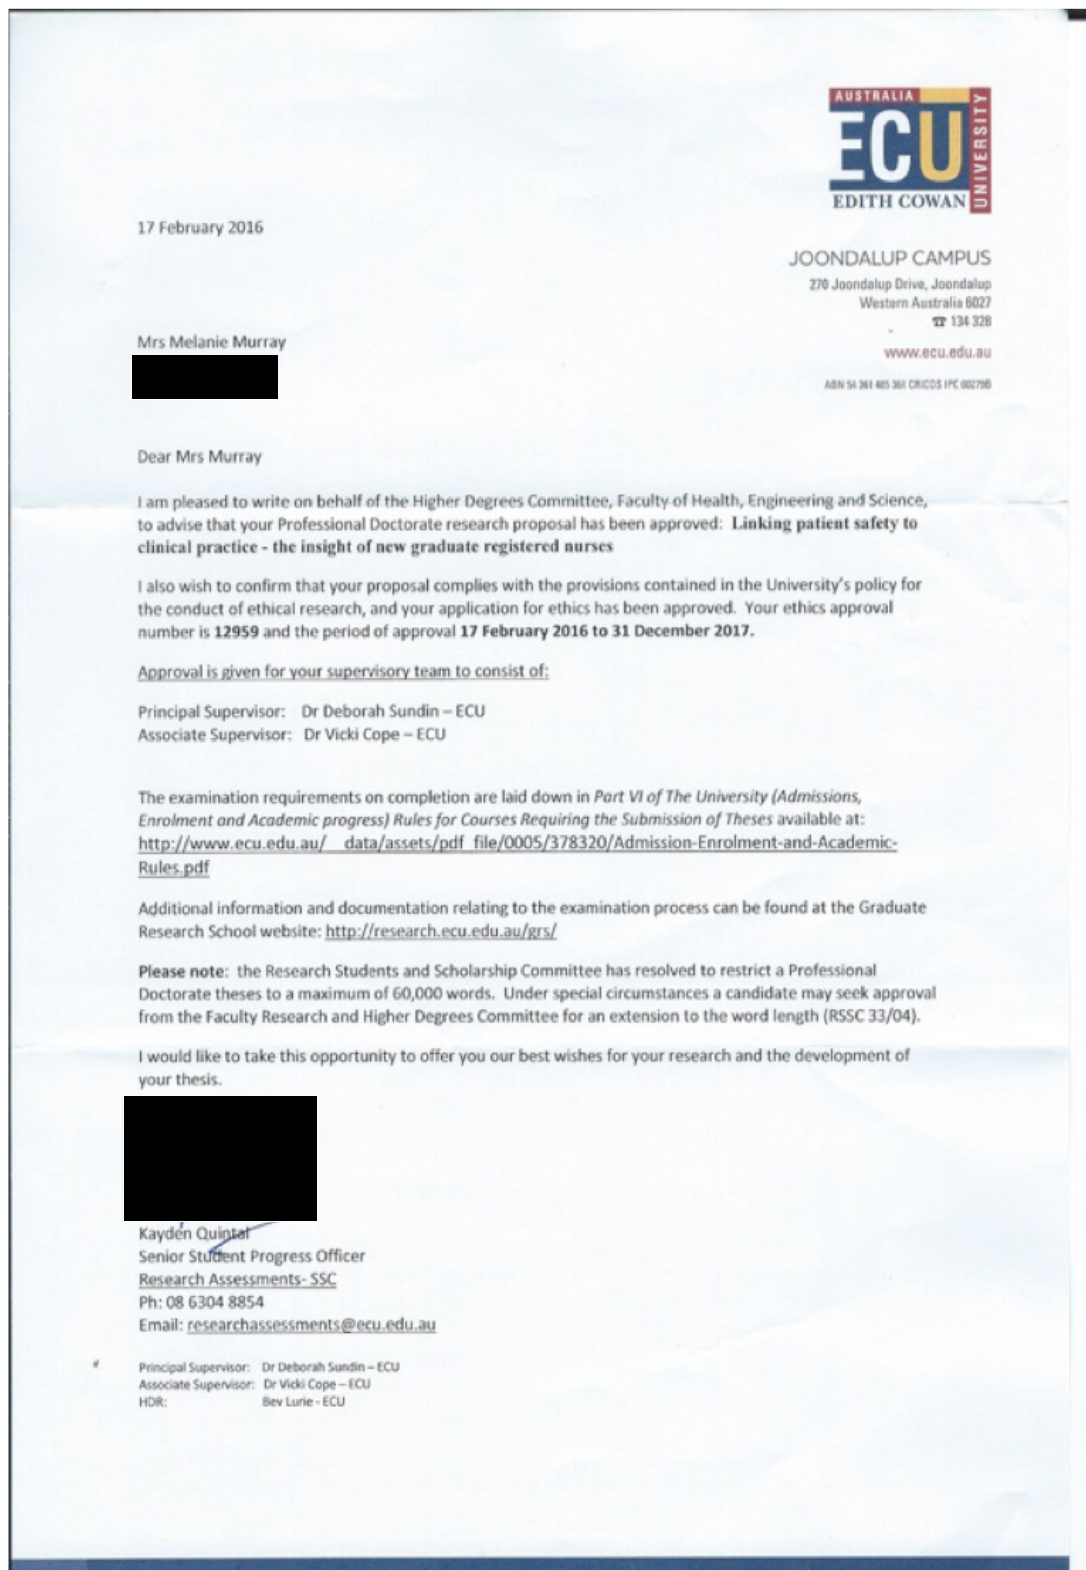 AUSTRALIA
ECU
EDITH COWAN
UNIVERSITY
17 February 2016
JOONDALUP CAMPUS
270 Joondalup Drive, Joondalup
Western Australia 6027
☎ 134 328
www.ecu.edu.au
ABN 54 361 485 361 CRICOS IPC 00279B
Mrs Melanie Murray
Dear Mrs Murray
I am pleased to write on behalf of the Higher Degrees Committee, Faculty of Health, Engineering and Science,
to advise that your Professional Doctorate research proposal has been approved: Linking patient safety to
clinical practice - the insight of new graduate registered nurses
I also wish to confirm that your proposal complies with the provisions contained in the University's policy for
the conduct of ethical research, and your application for ethics has been approved. Your ethics approval
number is 12959 and the period of approval 17 February 2016 to 31 December 2017.
Approval is given for your supervisory team to consist of:
Principal Supervisor: Dr Deborah Sundin – ECU
Associate Supervisor: Dr Vicki Cope – ECU
The examination requirements on completion are laid down in Part VI of The University (Admissions,
Enrolment and Academic progress) Rules for Courses Requiring the Submission of Theses available at:
http://www.ecu.edu.au/__data/assets/pdf_file/0005/378320/Admission-Enrolment-and-Academic-
Rules.pdf
Additional information and documentation relating to the examination process can be found at the Graduate
Research School website: http://research.ecu.edu.au/grs/
Please note: the Research Students and Scholarship Committee has resolved to restrict a Professional
Doctorate theses to a maximum of 60,000 words. Under special circumstances a candidate may seek approval
from the Faculty Research and Higher Degrees Committee for an extension to the word length (RSSC 33/04).
I would like to take this opportunity to offer you our best wishes for your research and the development of
your thesis.
Kayden Quintal
Senior Student Progress Officer
Research Assessments- SSC
Ph: 08 6304 8854
Email: researchassessments@ecu.edu.au
Principal Supervisor: Dr Deborah Sundin – ECU
Associate Supervisor: Dr Vicki Cope – ECU
HDR: Bev Lurie - ECU